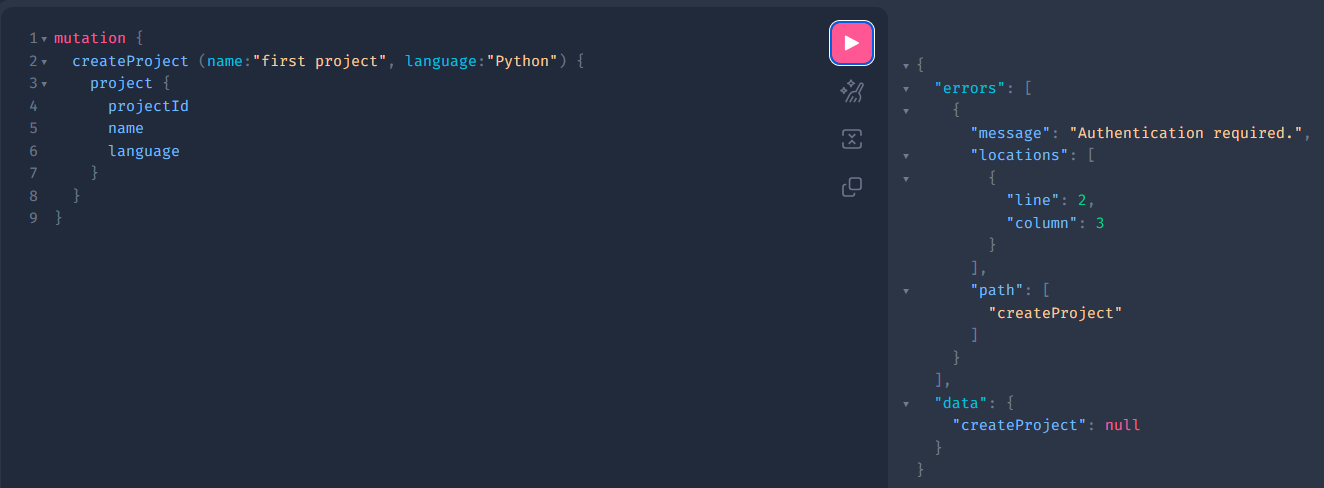 1 mutation {
2 createProject (name:"first project", language:"Python") {
3 project {
4 projectId
5 name
6 language
7 }
8 }
9 }
{
"errors": [
{
"message": "Authentication required.",
"locations": [
{
"line": 2,
"column": 3
}
],
"path": [
"createProject"
]
}
],
"data": {
"createProject": null
}
}